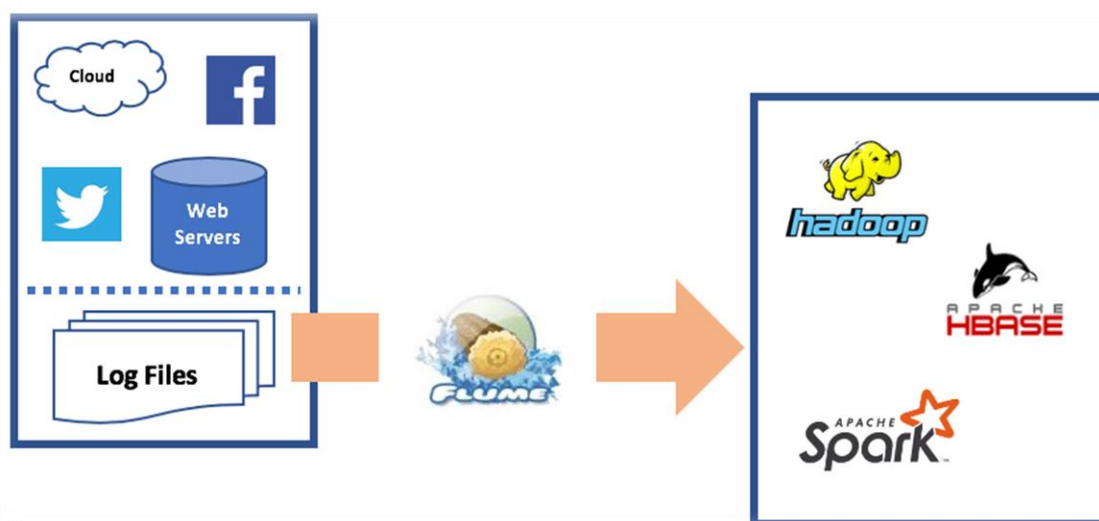 Cloud
f
Web
Servers
Log Files
FLUME
hadoop
APACHE
HBASE
APACHE
Spark